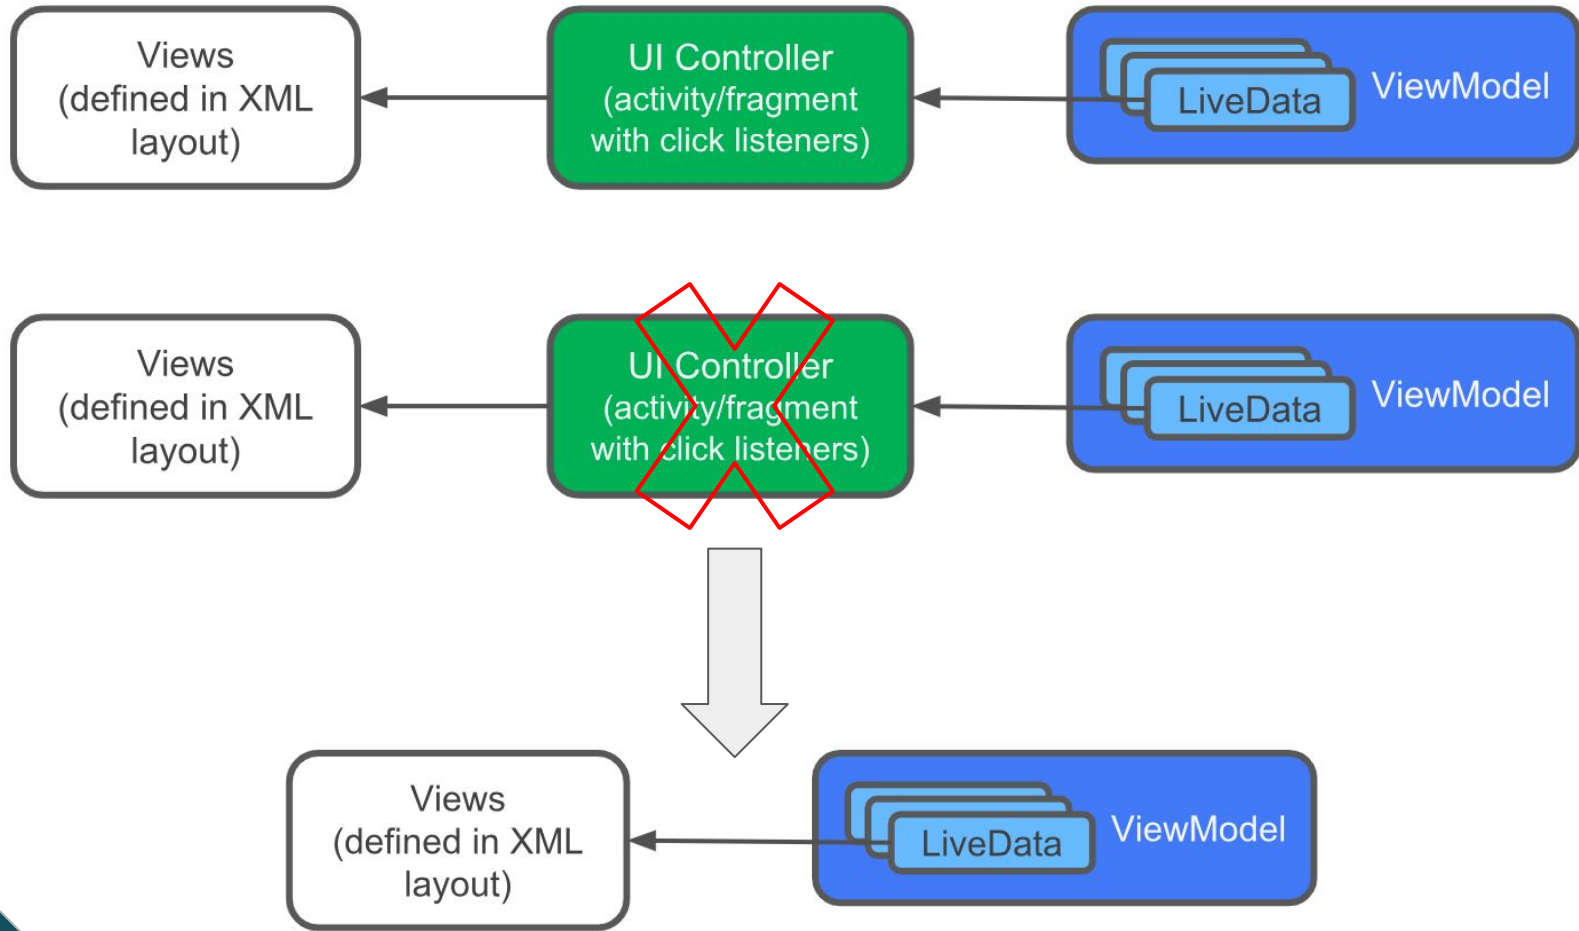 Views
(defined in XML
layout)
UI Controller
(activity/fragment
with click listeners)
LiveData
ViewModel
Views
(defined in XML
layout)
UI Controller
(activity/fragment
with click listeners)
LiveData
ViewModel
Views
(defined in XML
layout)
LiveData
ViewModel